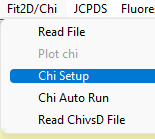 Fit2D/Chi JCPDS Fluore
Read File
Plot chi
Chi Setup
Chi Auto Run
Read ChivsD File